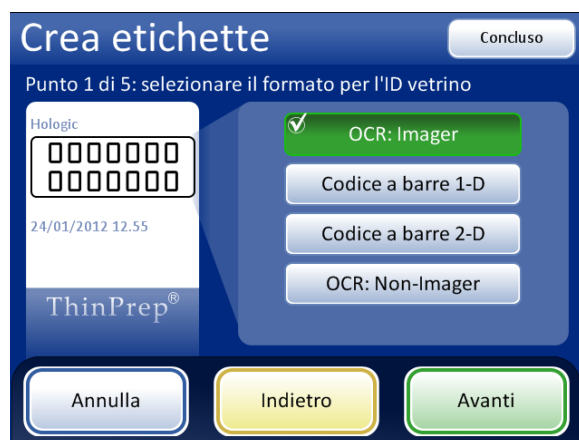 Crea etichette
Concluso
Punto 1 di 5: selezionare il formato per l'ID vetrino
Hologic
0000000
0000000
24/01/2012 12.55
ThinPrep®
OCR: Imager
Codice a barre 1-D
Codice a barre 2-D
OCR: Non-Imager
Annulla
Indietro
Avanti